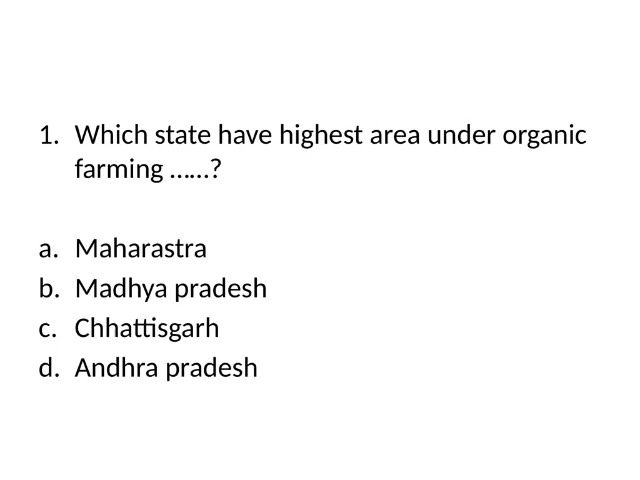 1. Which state have highest area under organic
farming ……?
a. Maharastra
b. Madhya pradesh
c. Chhattisgarh
d. Andhra pradesh